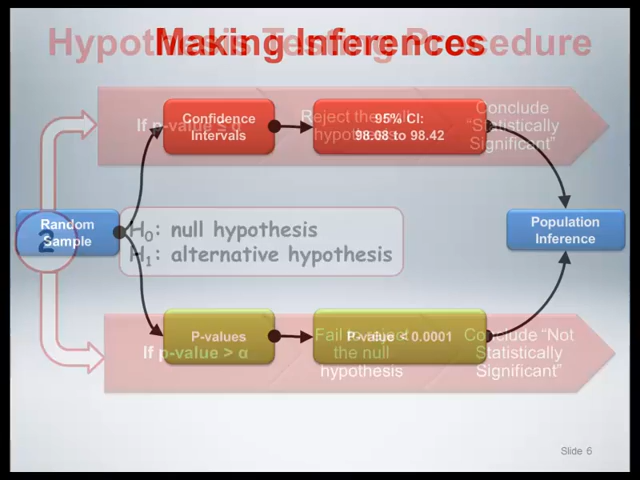 Hypothesis Testing Procedure
Making Inferences
If p-value ≤ α
Reject the null
hypothesis
Conclude
"Statistically
Significant"
Confidence
Intervals
95% CI:
98.08 to 98.42
Random
Sample
2
H0: null hypothesis
H1: alternative hypothesis
Population
Inference
P-values
P-value < 0.0001
If p-value > α
Fail to reject
the null
hypothesis
Conclude "Not
Statistically
Significant"
Slide 6